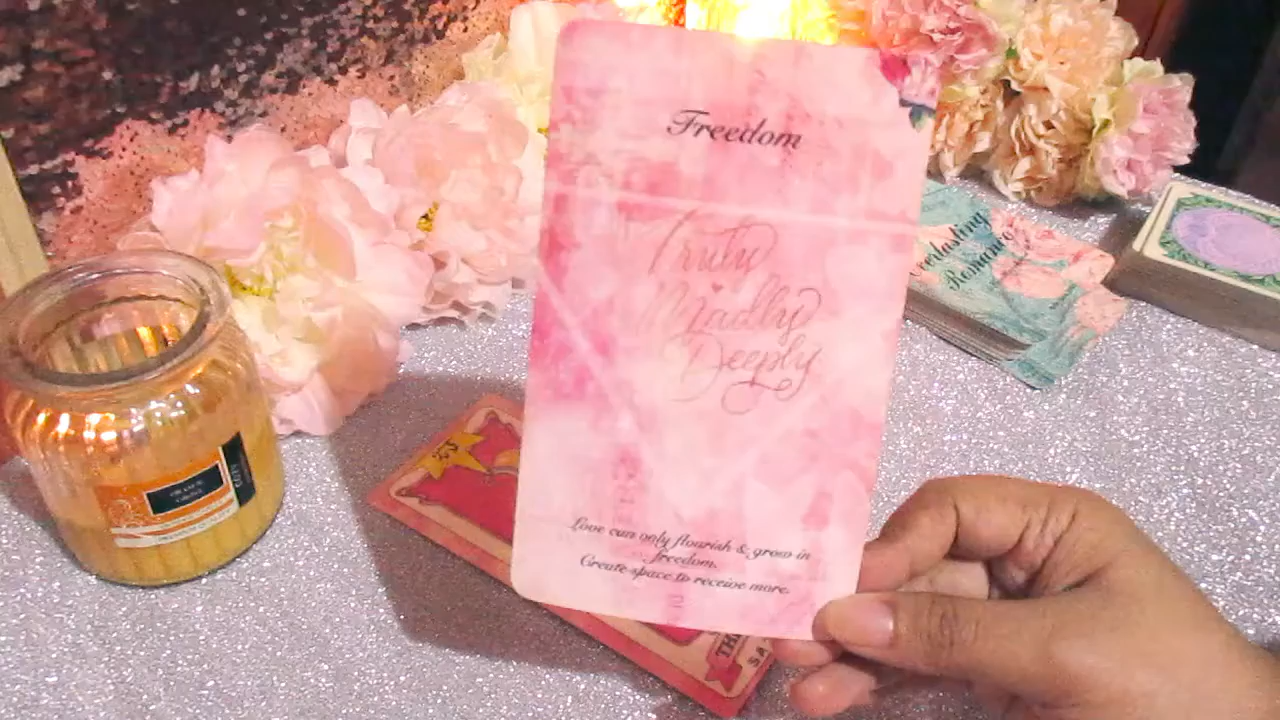 Freedom
Truly
Madly
Deeply
Love can only flourish & grow in
freedom.
Create space to receive more.
Everlasting
Romance